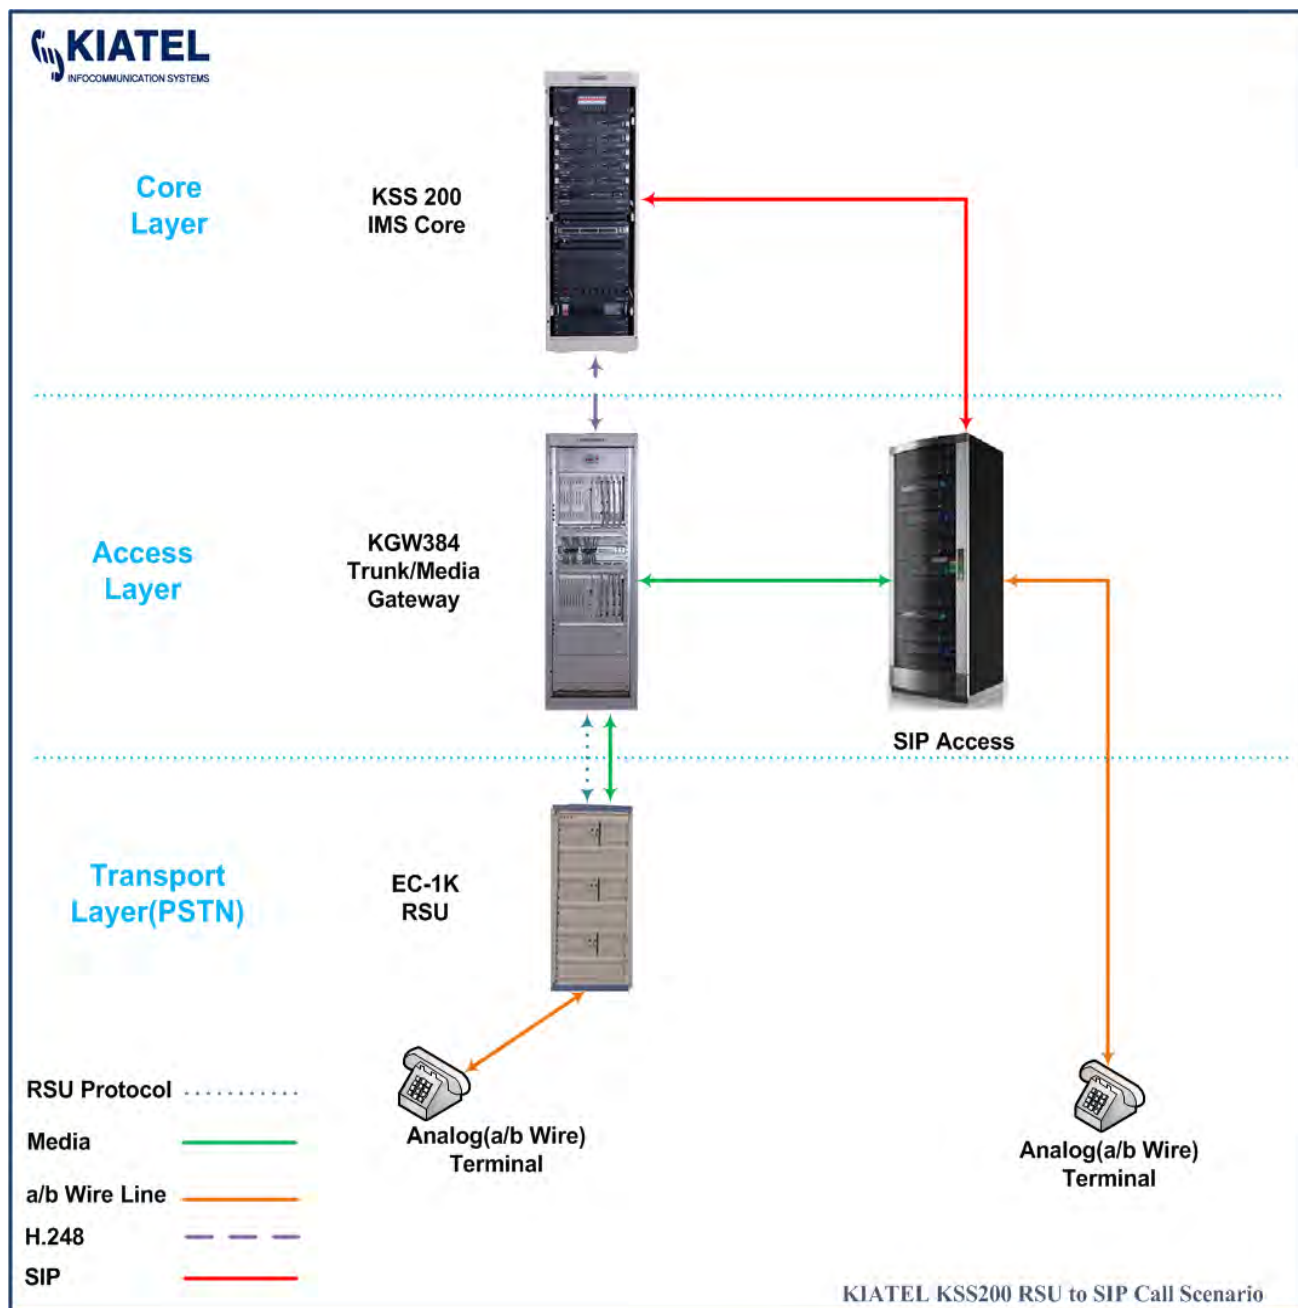 KIATEL
INFOCOMMUNICATION SYSTEMS
Core
Layer
KSS 200
IMS Core
Access
Layer
KGW384
Trunk/Media
Gateway
SIP Access
Transport
Layer(PSTN)
EC-1K
RSU
RSU Protocol
Media
a/b Wire Line
H.248
SIP
Analog(a/b Wire)
Terminal
Analog(a/b Wire)
Terminal
KIATEL KSS200 RSU to SIP Call Scenario